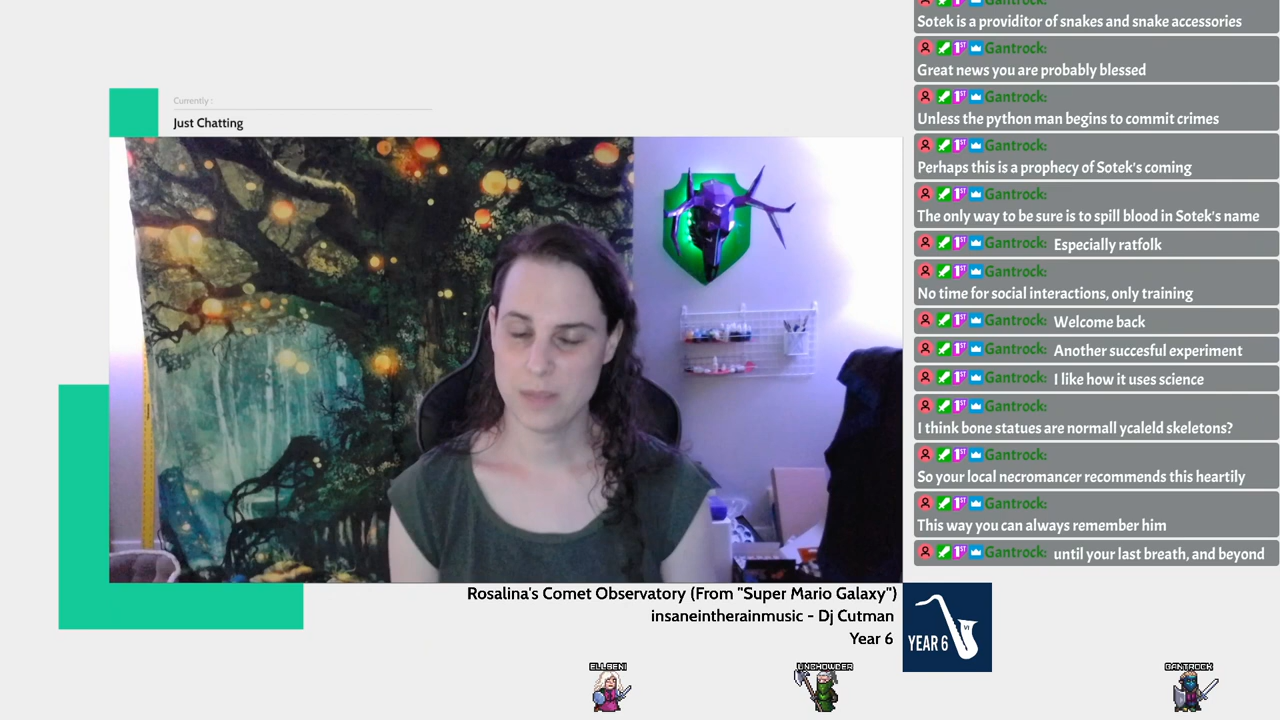 Currently :
Just Chatting
Sotek is a providitor of snakes and snake accessories
Gantrock:
Great news you are probably blessed
Gantrock:
Unless the python man begins to commit crimes
Gantrock:
Perhaps this is a prophecy of Sotek's coming
Gantrock:
The only way to be sure is to spill blood in Sotek's name
Gantrock: Especially ratfolk
Gantrock:
No time for social interactions, only training
Gantrock: Welcome back
Gantrock: Another succesful experiment
Gantrock: I like how it uses science
Gantrock:
I think bone statues are normall ycaleld skeletons?
Gantrock:
So your local necromancer recommends this heartily
Gantrock:
This way you can always remember him
Gantrock: until your last breath, and beyond
Rosalina's Comet Observatory (From "Super Mario Galaxy")
insaneintherainmusic - Dj Cutman
Year 6
YEAR 6
VI
GANTROCK